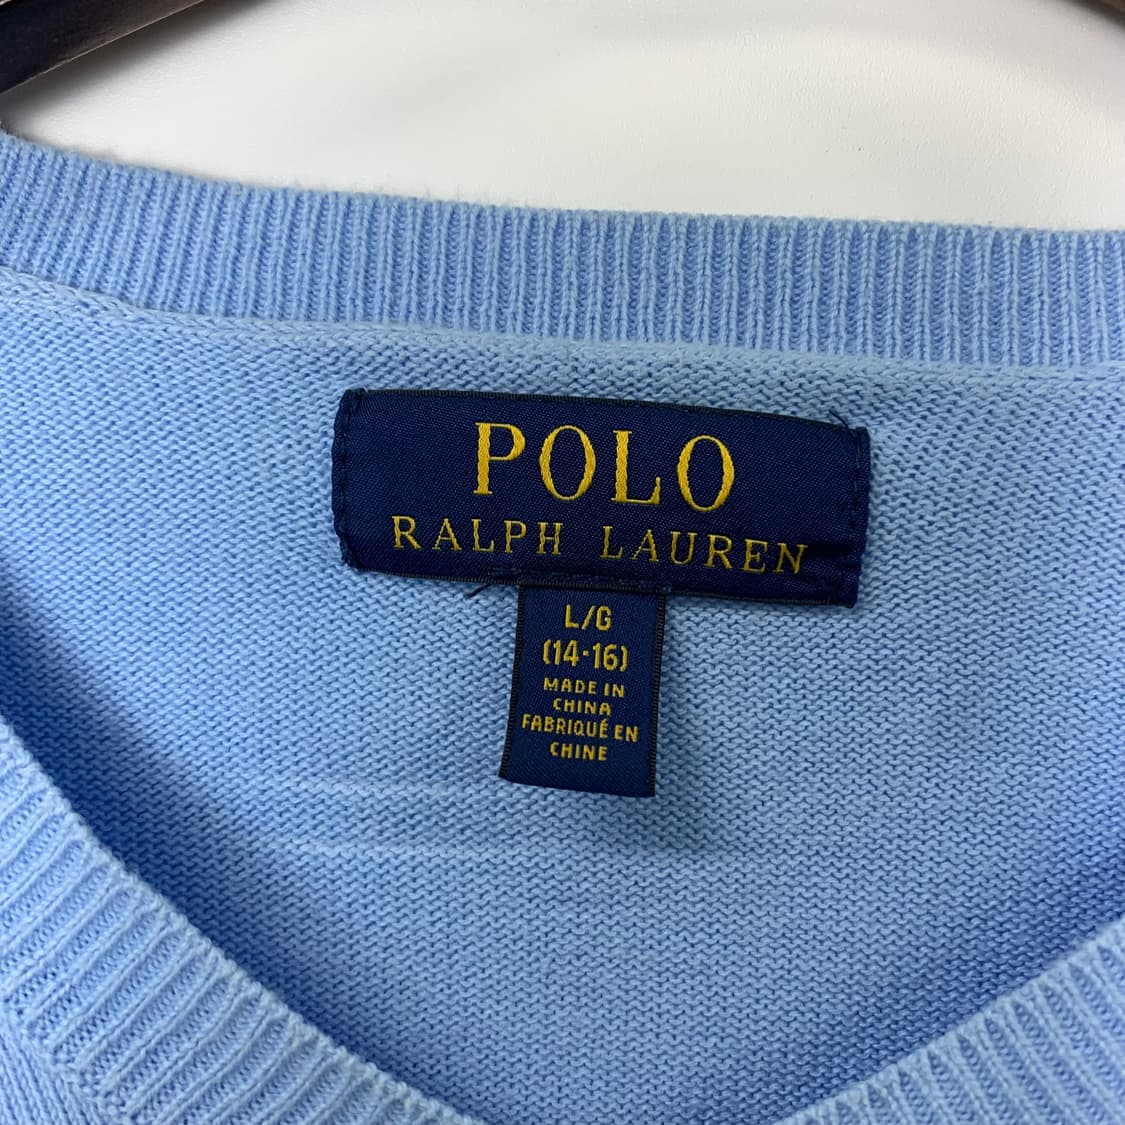 POLO
RALPH LAUREN
L/G
(14-16)
MADE IN
CHINA
FABRIQUÉ EN
CHINE